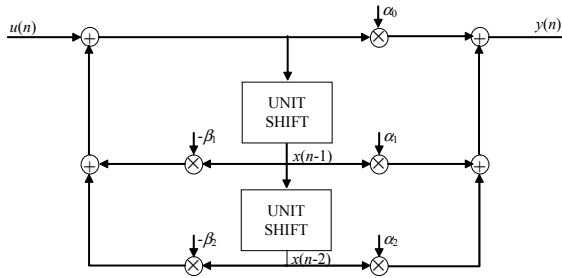 u(n)
α0
y(n)
UNIT
SHIFT
-β1
α1
x(n-1)
UNIT
SHIFT
-β2
α2
x(n-2)